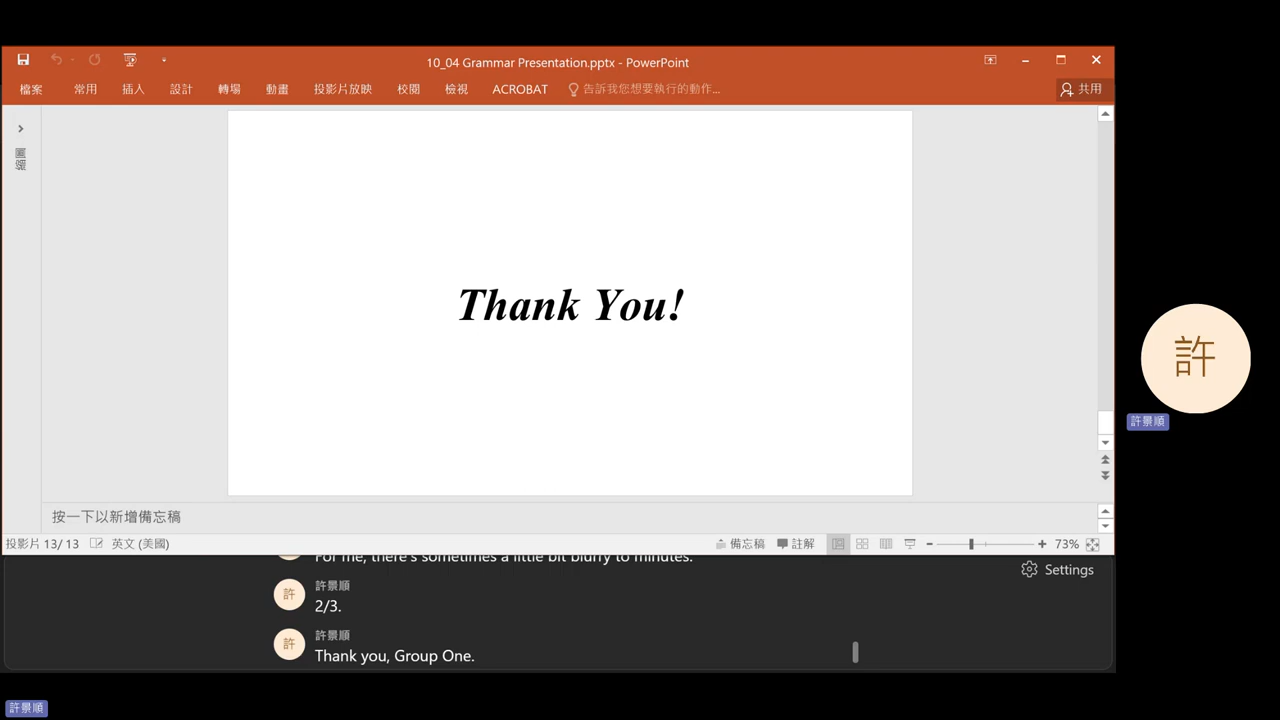 10_04 Grammar Presentation.pptx - PowerPoint
檔案 常用 插入 設計 轉場 動畫 投影片放映 校閱 檢視 ACROBAT 告訴我您想要執行的動作... 共用
Thank You!
許
許景順
按一下以新增備忘稿
投影片 13/ 13 英文 (美國) 備忘稿 註解 73%
For me, there's sometimes a little bit blurry to minutes.
Settings
許景順
許
2/3.
許景順
許
Thank you, Group One.
許景順